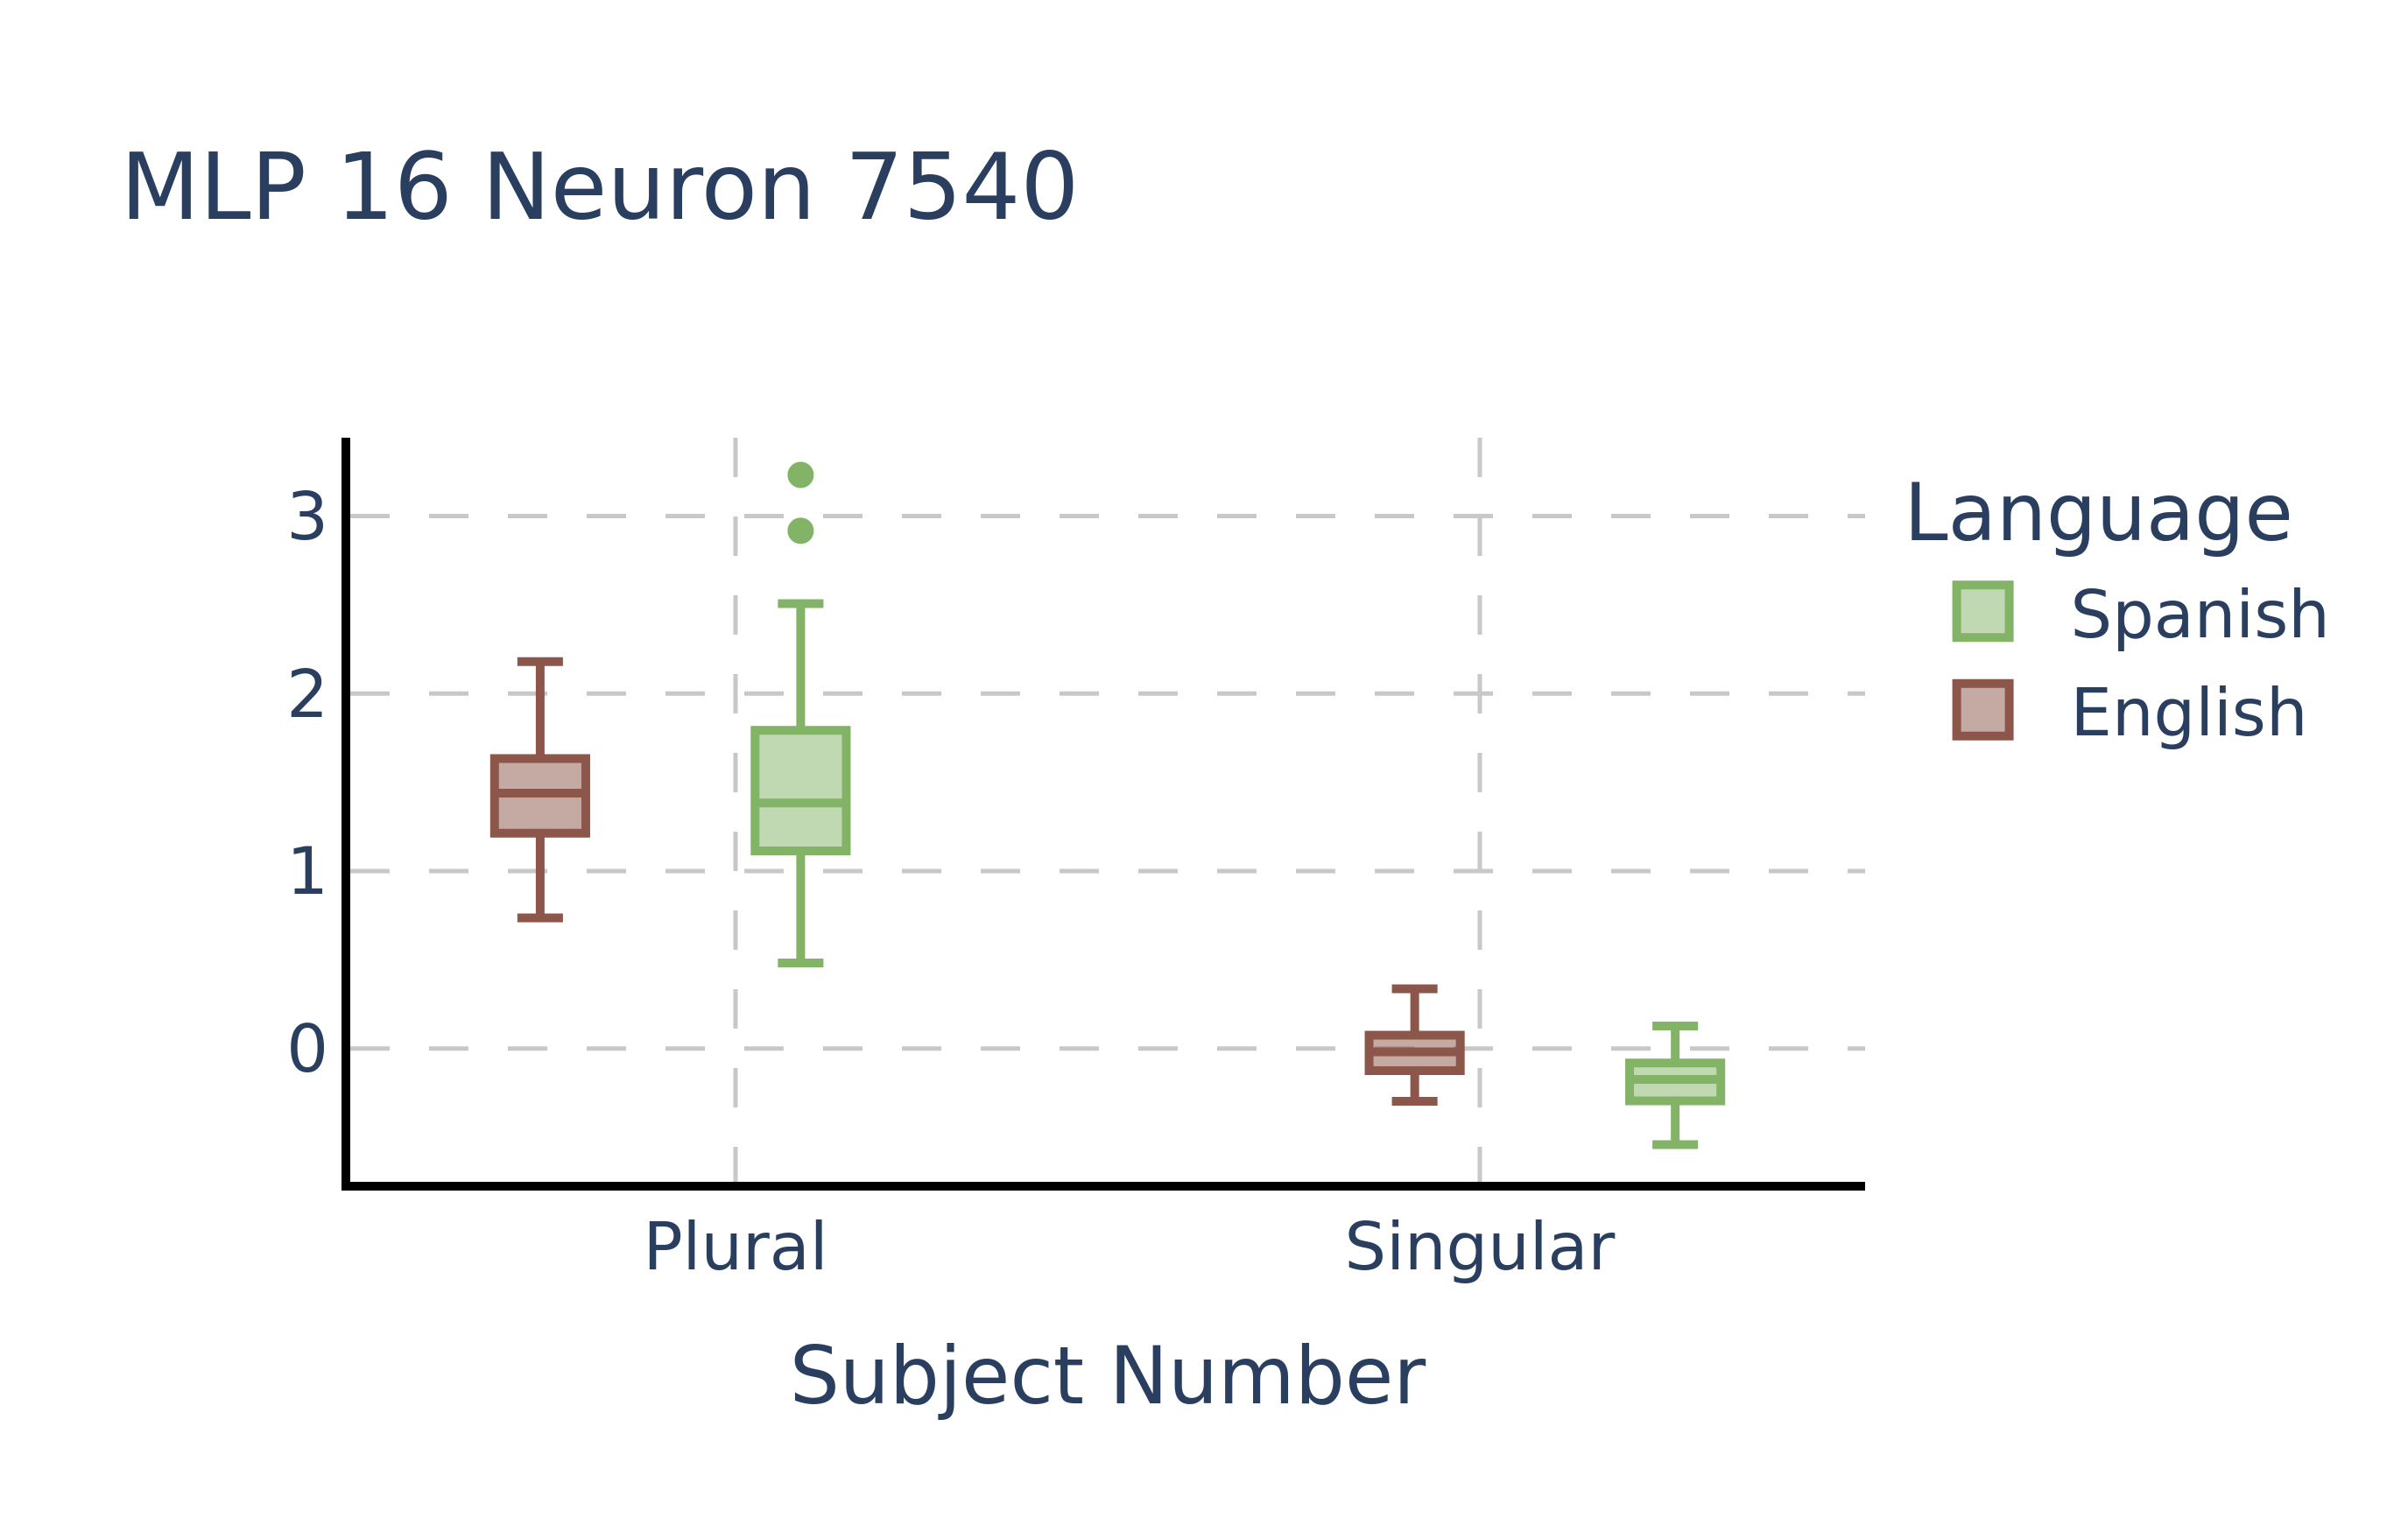 MLP 16 Neuron 7540
3
2
1
0
Plural
Singular
Subject Number
Language
Spanish
English